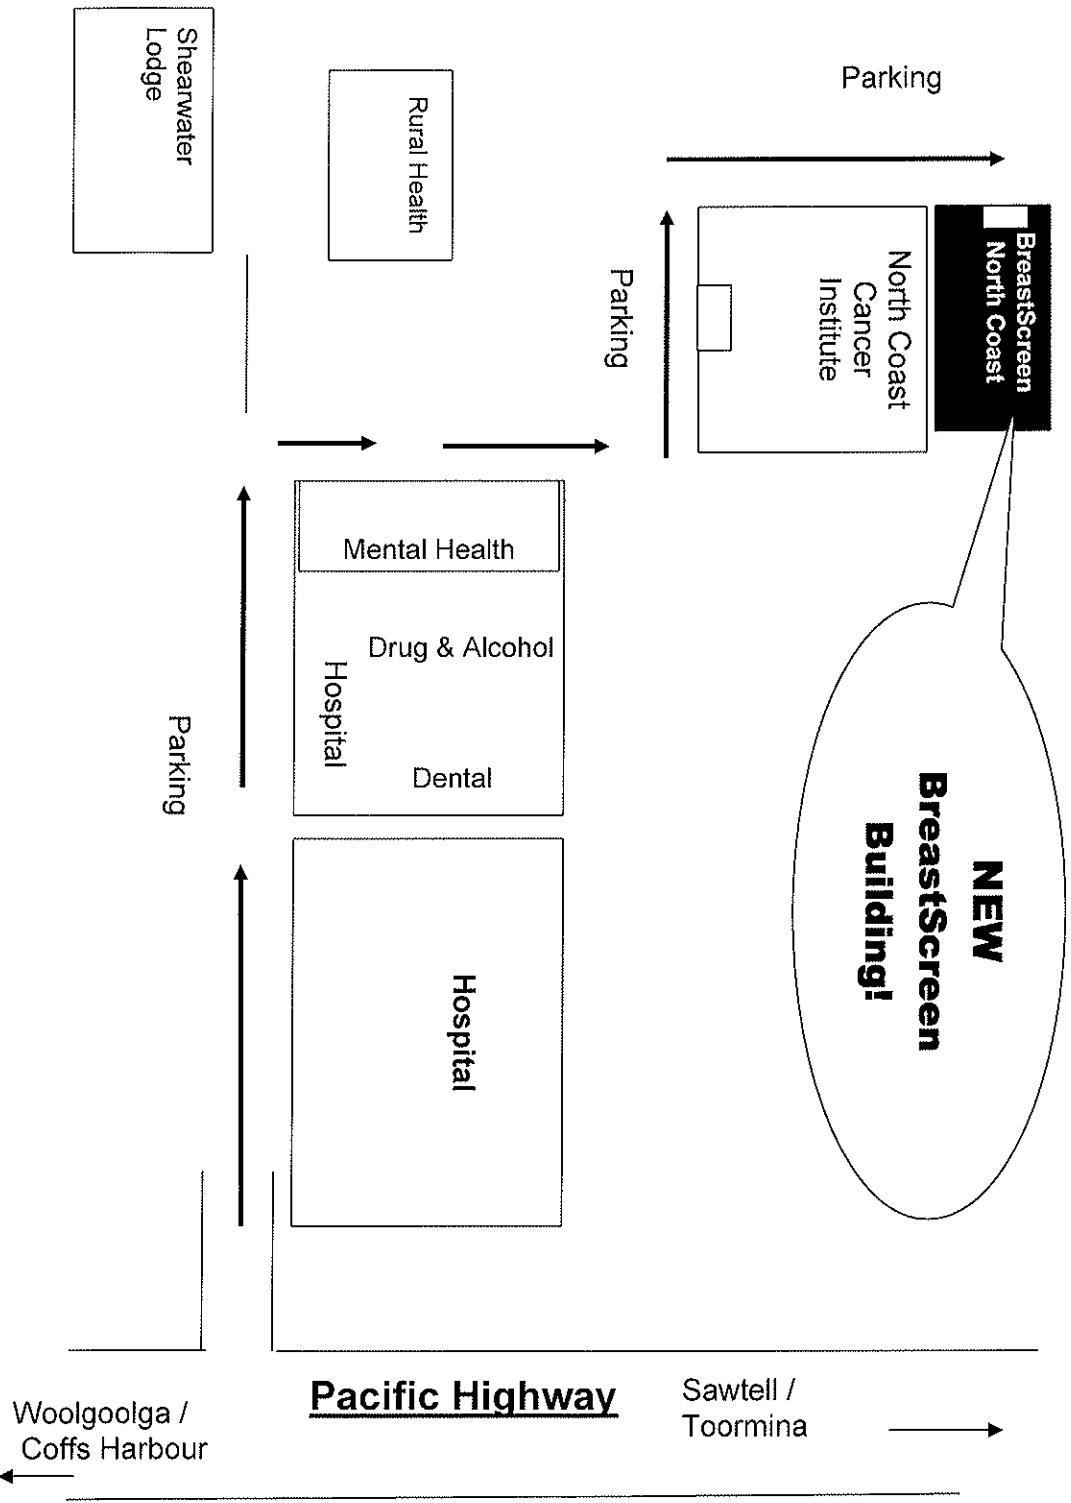 Shearwater
Lodge
Rural Health
Parking
BreastScreen
North Coast
North Coast
Cancer
Institute
Parking
Mental Health
Drug & Alcohol
Hospital
Dental
Parking
NEW
BreastScreen
Building!
Hospital
Pacific Highway
Sawtell /
Toormina
Woolgoolga /
Coffs Harbour